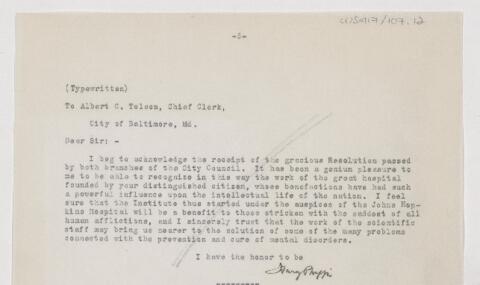 -5-
(Typewritten)
To Albert C. Tolson, Chief Clerk,
City of Baltimore, Md.
Dear Sir: -
I beg to acknowledge the receipt of the gracious Resolution passed
by both branches of the City Council. It has been a genium pleasure to
me to be able to recognize in this way the work of the great hospital
founded by your distinguished citizen, whose benefactions have had such
a powerful influence upon the intellectual life of the nation. I feel
sure that the Institute thus started under the auspices of the Johns Hop-
kins Hospital will be a benefit to those stricken with the saddest of all
human afflictions, and I sincerely trust that the work of the scientific
staff may bring us nearer to the solution of some of the many problems
connected with the prevention and cure of mental disorders.
I have the honor to be
Henry Phipps